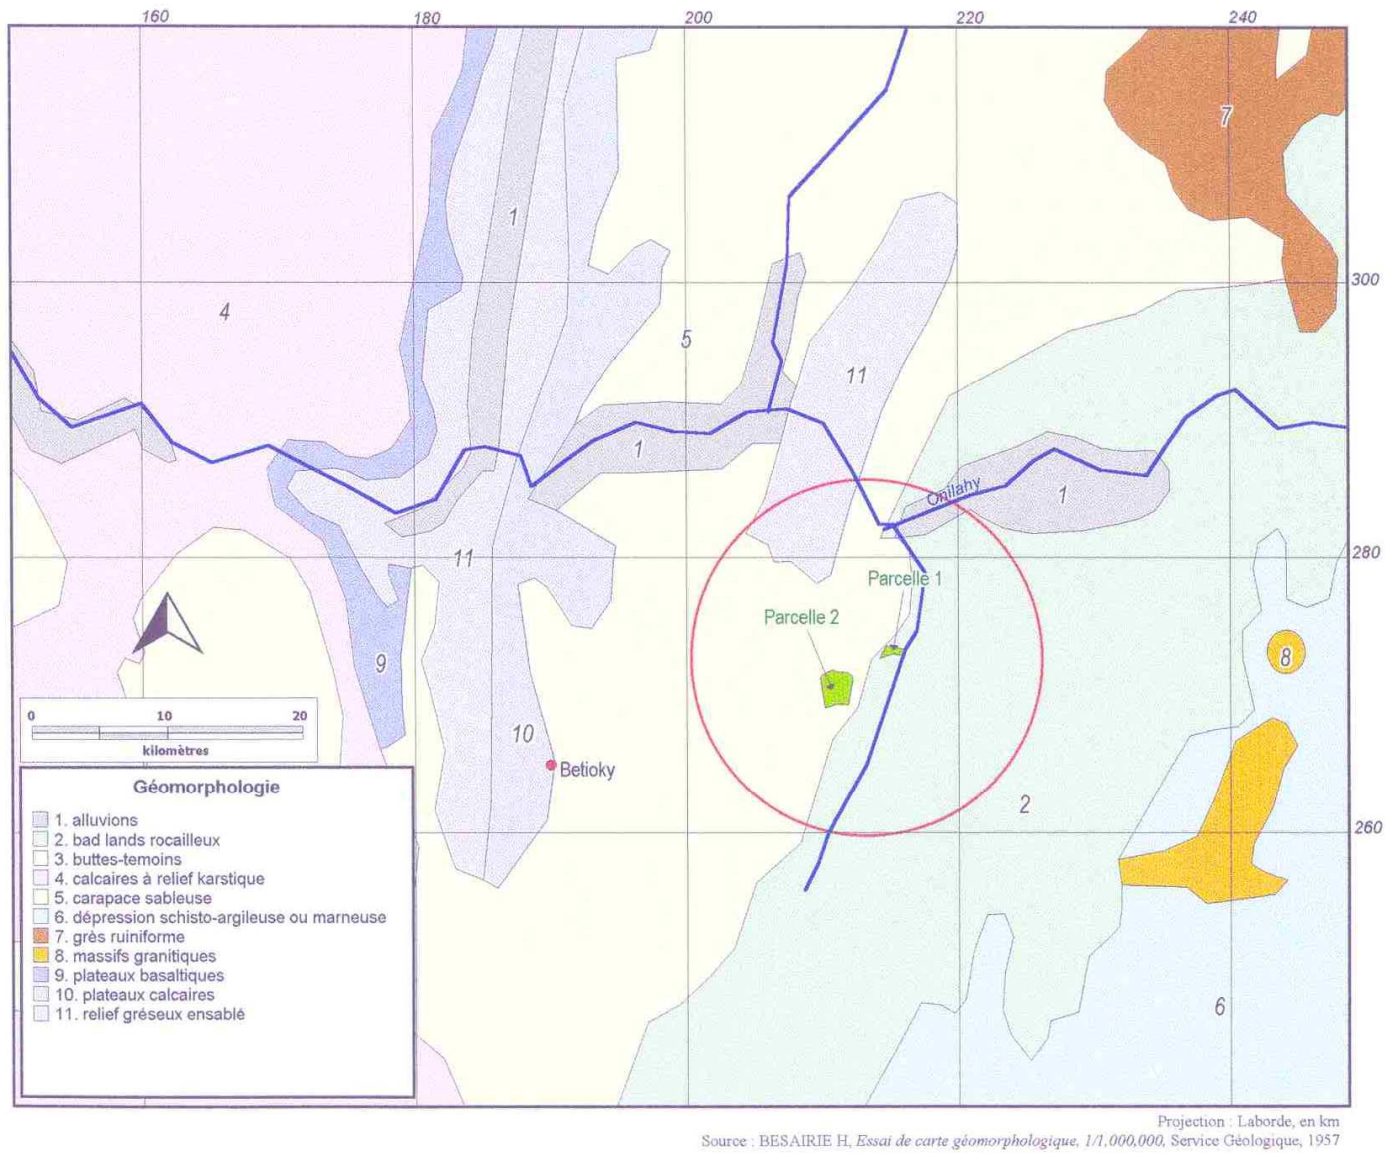 160 180 200 220 240
7
1
1
4
300
5
11
1
1
Onilahy
11
280
Parcelle 1
Parcelle 2
9
8
0 10 20
kilomètres
10
Betioky
2
260
6
Géomorphologie
1. alluvions
2. bad lands rocailleux
3. buttes-temoins
4. calcaires à relief karstique
5. carapace sableuse
6. dépression schisto-argileuse ou marneuse
7. grès ruiniforme
8. massifs granitiques
9. plateaux basaltiques
10. plateaux calcaires
11. relief gréseux ensablé
Projection : Laborde, en km
Source : BESAIRIE H, Essai de carte géomorphologique, 1/1,000,000, Service Géologique, 1957